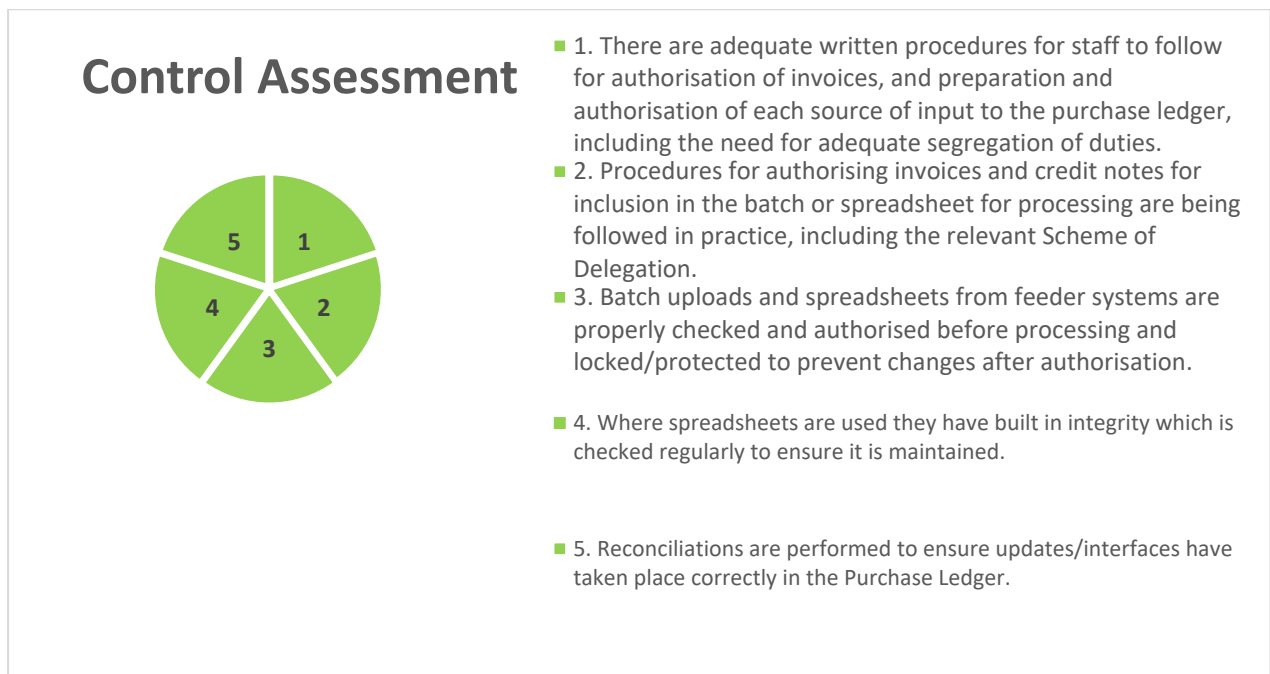 Control Assessment
1. There are adequate written procedures for staff to follow
for authorisation of invoices, and preparation and
authorisation of each source of input to the purchase ledger,
including the need for adequate segregation of duties.
2. Procedures for authorising invoices and credit notes for
inclusion in the batch or spreadsheet for processing are being
followed in practice, including the relevant Scheme of
Delegation.
3. Batch uploads and spreadsheets from feeder systems are
properly checked and authorised before processing and
locked/protected to prevent changes after authorisation.
4. Where spreadsheets are used they have built in integrity which is
checked regularly to ensure it is maintained.
5. Reconciliations are performed to ensure updates/interfaces have
taken place correctly in the Purchase Ledger.
5
1
4
2
3